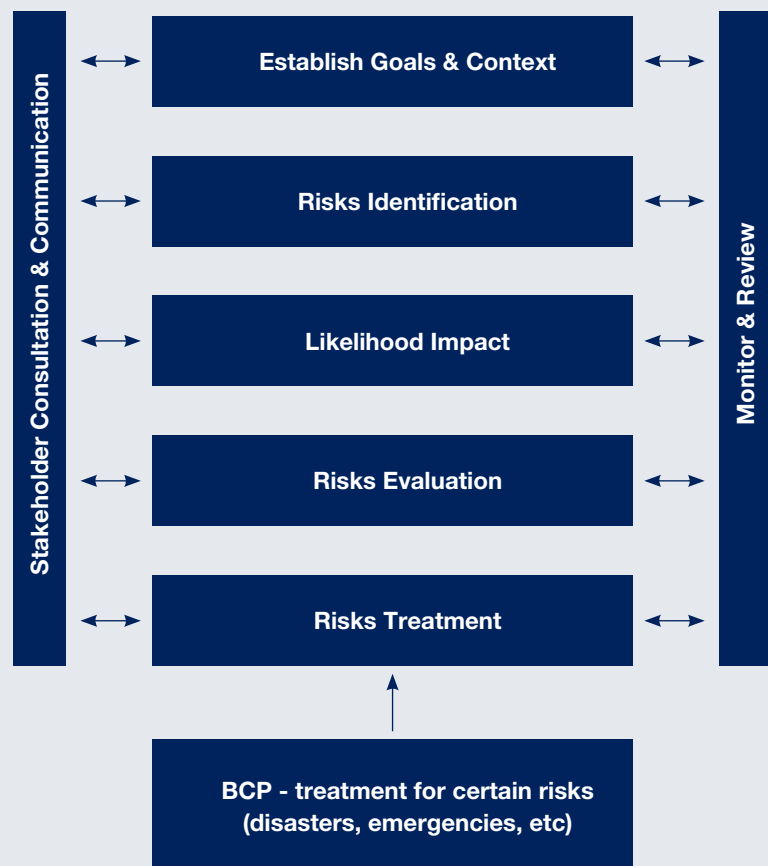 Stakeholder Consultation & Communication
Establish Goals & Context
Risks Identification
Likelihood Impact
Risks Evaluation
Risks Treatment
BCP - treatment for certain risks
(disasters, emergencies, etc)
Monitor & Review